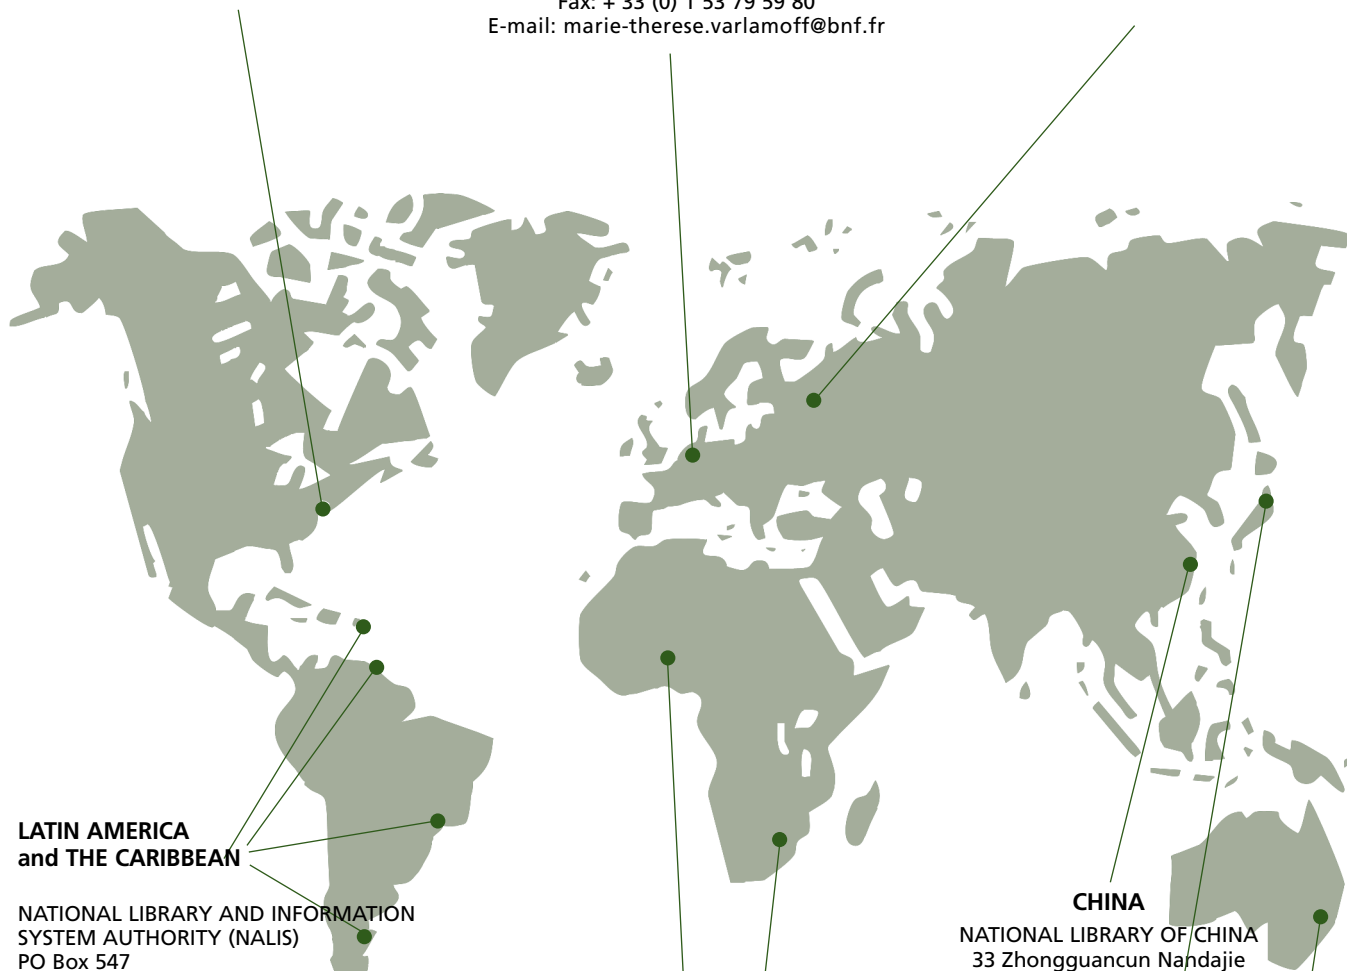 Fax: + 33 (0) 1 53 79 59 80
E-mail: marie-therese.varlamoff@bnf.fr
LATIN AMERICA
and THE CARIBBEAN
NATIONAL LIBRARY AND INFORMATION
SYSTEM AUTHORITY (NALIS)
PO Box 547
CHINA
NATIONAL LIBRARY OF CHINA
33 Zhongguancun Nandajie